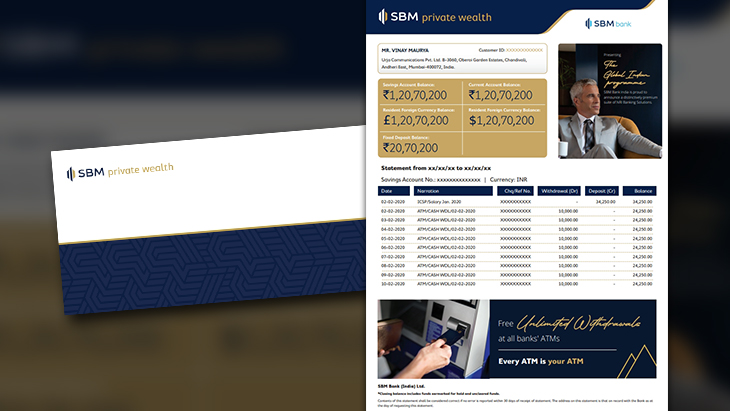 SBM private wealth
SBM private wealth
SBM bank
MR. VINAY MAURYA
Customer ID: XXXXXXXXXXXX
Urja Communications Pvt. Ltd. B-3060, Oberoi Garden Estates, Chandivali,
Andheri East, Mumbai-400072, India.
Savings Account Balance:
₹1,20,70,200
Current Account Balance:
₹1,20,70,200
Resident Foreign Currency Balance:
£1,20,70,200
Resident Foreign Currency Balance:
$1,20,70,200
Fixed Deposit Balance:
₹20,70,200
Presenting
The
Global Indian
programme
SBM Bank India is proud to
announce a distinctively premium
suite of NR Banking Solutions.
Statement from xx/xx/xx to xx/xx/xx
Savings Account No.: xxxxxxxxxxxxxx | Currency: INR
Date Narration Chq/Ref No. Withdrawal (Dr) Deposit (Cr) Balance
02-02-2020 ICSP/Salary Jan. 2020 XXXXXXXXXX - 34,250.00 34,250.00
02-02-2020 ATM/CASH WDL/02-02-2020 XXXXXXXXXX 10,000.00 - 24,250.00
03-02-2020 ATM/CASH WDL/02-02-2020 XXXXXXXXXX 10,000.00 - 24,250.00
04-02-2020 ATM/CASH WDL/02-02-2020 XXXXXXXXXX 10,000.00 - 24,250.00
05-02-2020 ATM/CASH WDL/02-02-2020 XXXXXXXXXX 10,000.00 - 24,250.00
06-02-2020 ATM/CASH WDL/02-02-2020 XXXXXXXXXX 10,000.00 - 24,250.00
07-02-2020 ATM/CASH WDL/02-02-2020 XXXXXXXXXX 10,000.00 - 24,250.00
08-02-2020 ATM/CASH WDL/02-02-2020 XXXXXXXXXX 10,000.00 - 24,250.00
09-02-2020 ATM/CASH WDL/02-02-2020 XXXXXXXXXX 10,000.00 - 24,250.00
10-02-2020 ATM/CASH WDL/02-02-2020 XXXXXXXXXX 10,000.00 - 24,250.00
Free Unlimited Withdrawals
at all banks' ATMs
Every ATM is your ATM
SBM Bank (India) Ltd.
*Closing balance includes funds earmarked for hold and uncleared funds.
Contents of this statement shall be considered correct if no error is reported within 30 days of receipt of statement. The address on this statement is that on record with the Bank as at
the day of requesting this statement.